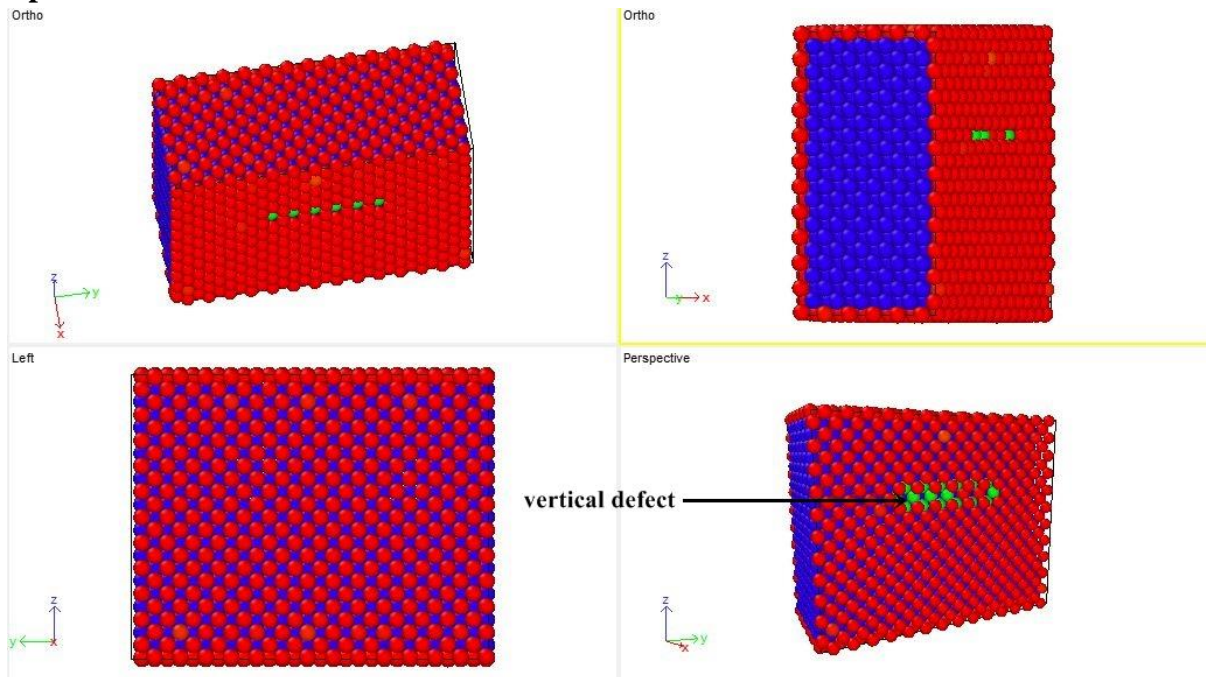 Ortho
Ortho
z
y
x
z
y
x
Left
Perspective
vertical defect
z
y
x
z
y
x